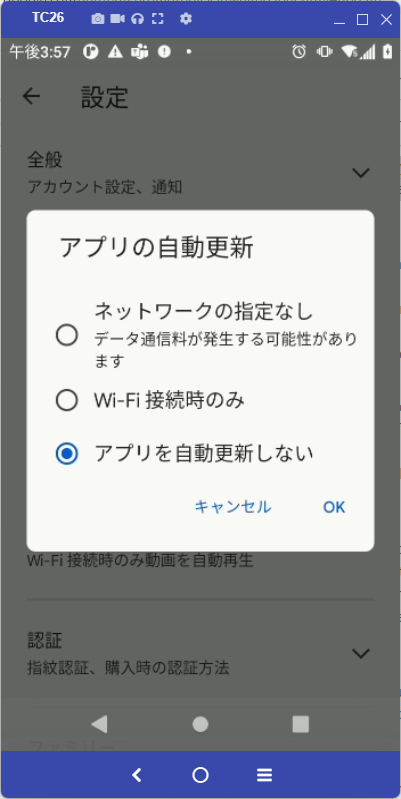 TC26
午後3:57
設定
全般
アカウント設定、通知
アプリの自動更新
ネットワークの指定なし
データ通信料が発生する可能性があり
ます
Wi-Fi 接続時のみ
アプリを自動更新しない
キャンセル OK
Wi-Fi 接続時のみ動画を自動再生
認証
指紋認証、購入時の認証方法
ファミリー